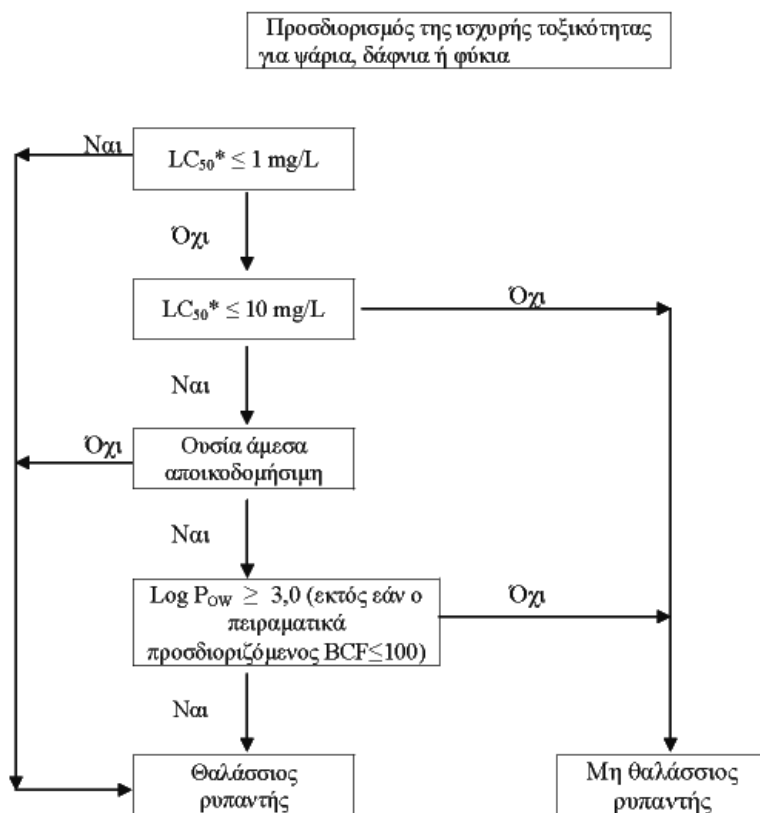 Προσδιορισμός της ισχυρής τοξικότητας
για ψάρια, δάφνια ή φύκια
Ναι
LC₅₀* ≤ 1 mg/L
Όχι
LC₅₀* ≤ 10 mg/L
Όχι
Ναι
Όχι
Ουσία άμεσα
αποικοδομήσιμη
Ναι
Log P_OW ≥ 3,0 (εκτός εάν ο
πειραματικά
προσδιοριζόμενος BCF≤100)
Όχι
Ναι
Θαλάσσιος
ρυπαντής
Μη θαλάσσιος
ρυπαντής